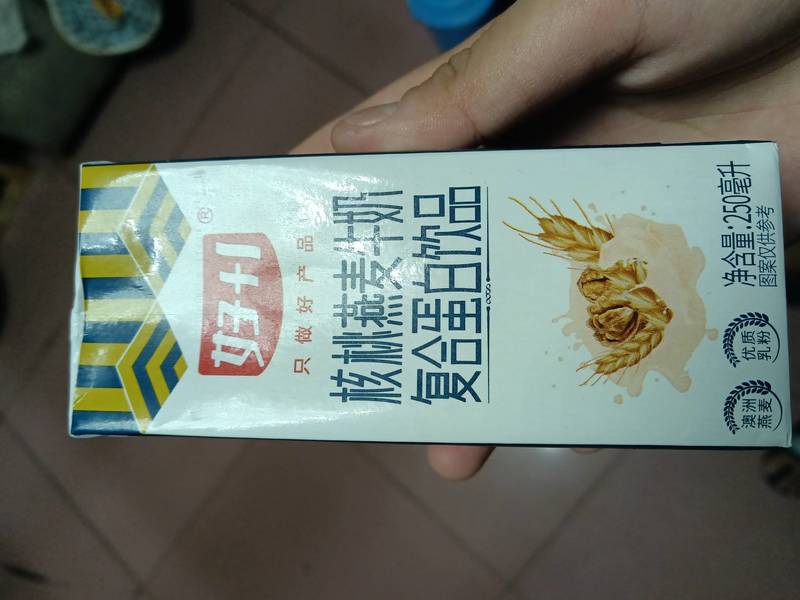 ®
只做好产品
核桃燕麦牛奶
复合蛋白饮品
澳洲
燕麦
优质
乳粉
净含量:250毫升
图案仅供参考